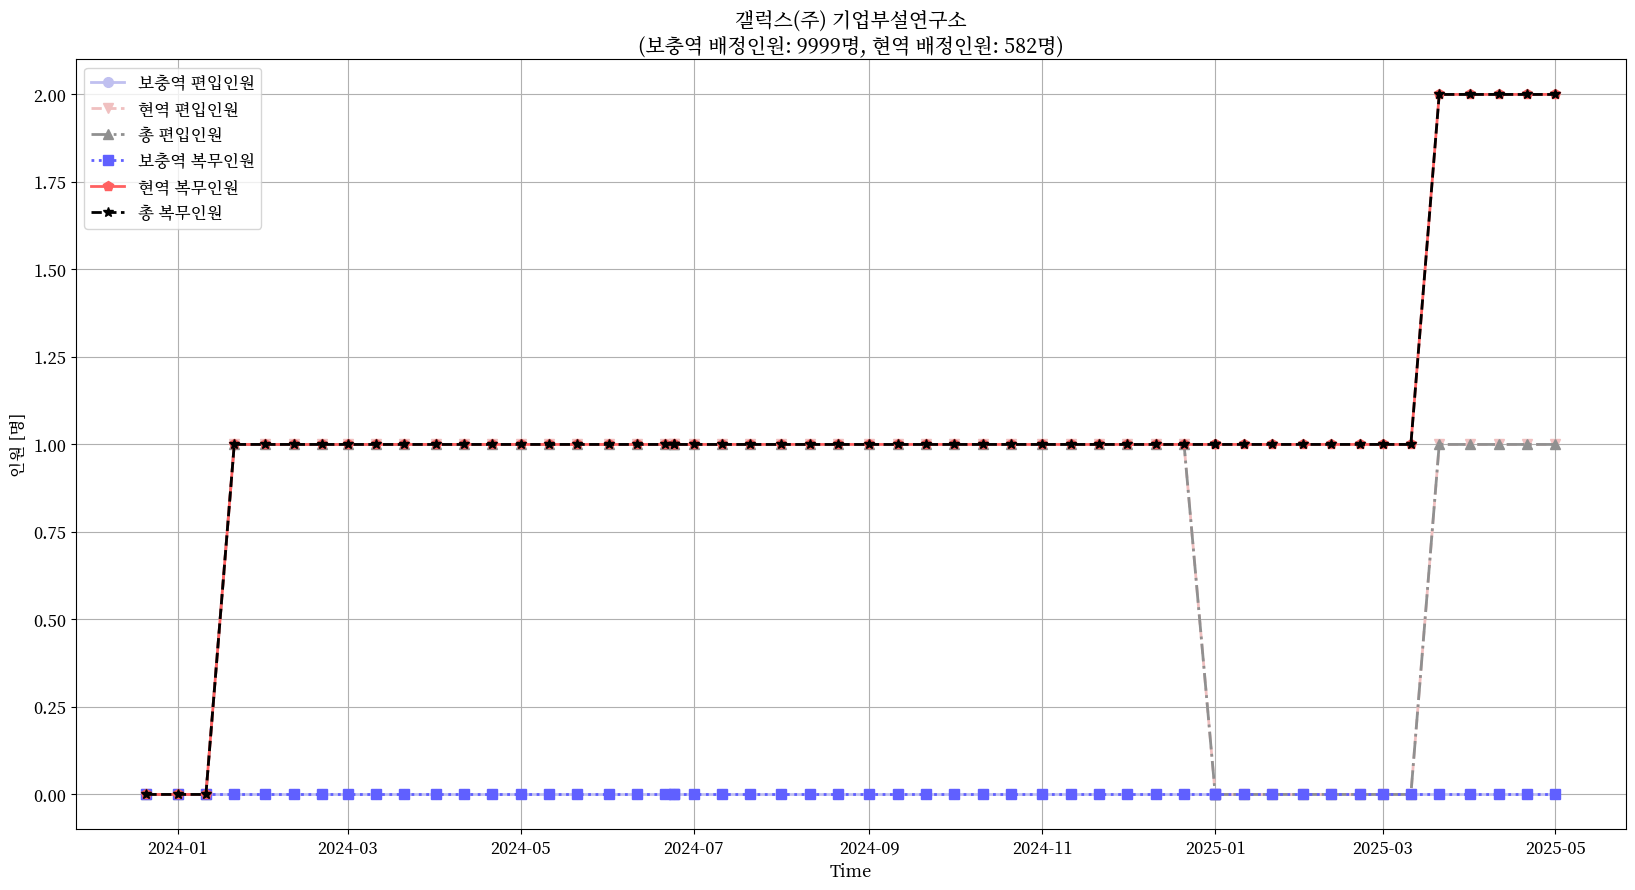 갤럭스(주) 기업부설연구소
(보충역 배정인원: 9999명, 현역 배정인원: 582명)
보충역 편입인원
현역 편입인원
총 편입인원
보충역 복무인원
현역 복무인원
총 복무인원
2.00
1.75
1.50
1.25
1.00
0.75
0.50
0.25
0.00
인원 [명]
2024-01
2024-03
2024-05
2024-07
2024-09
2024-11
2025-01
2025-03
2025-05
Time